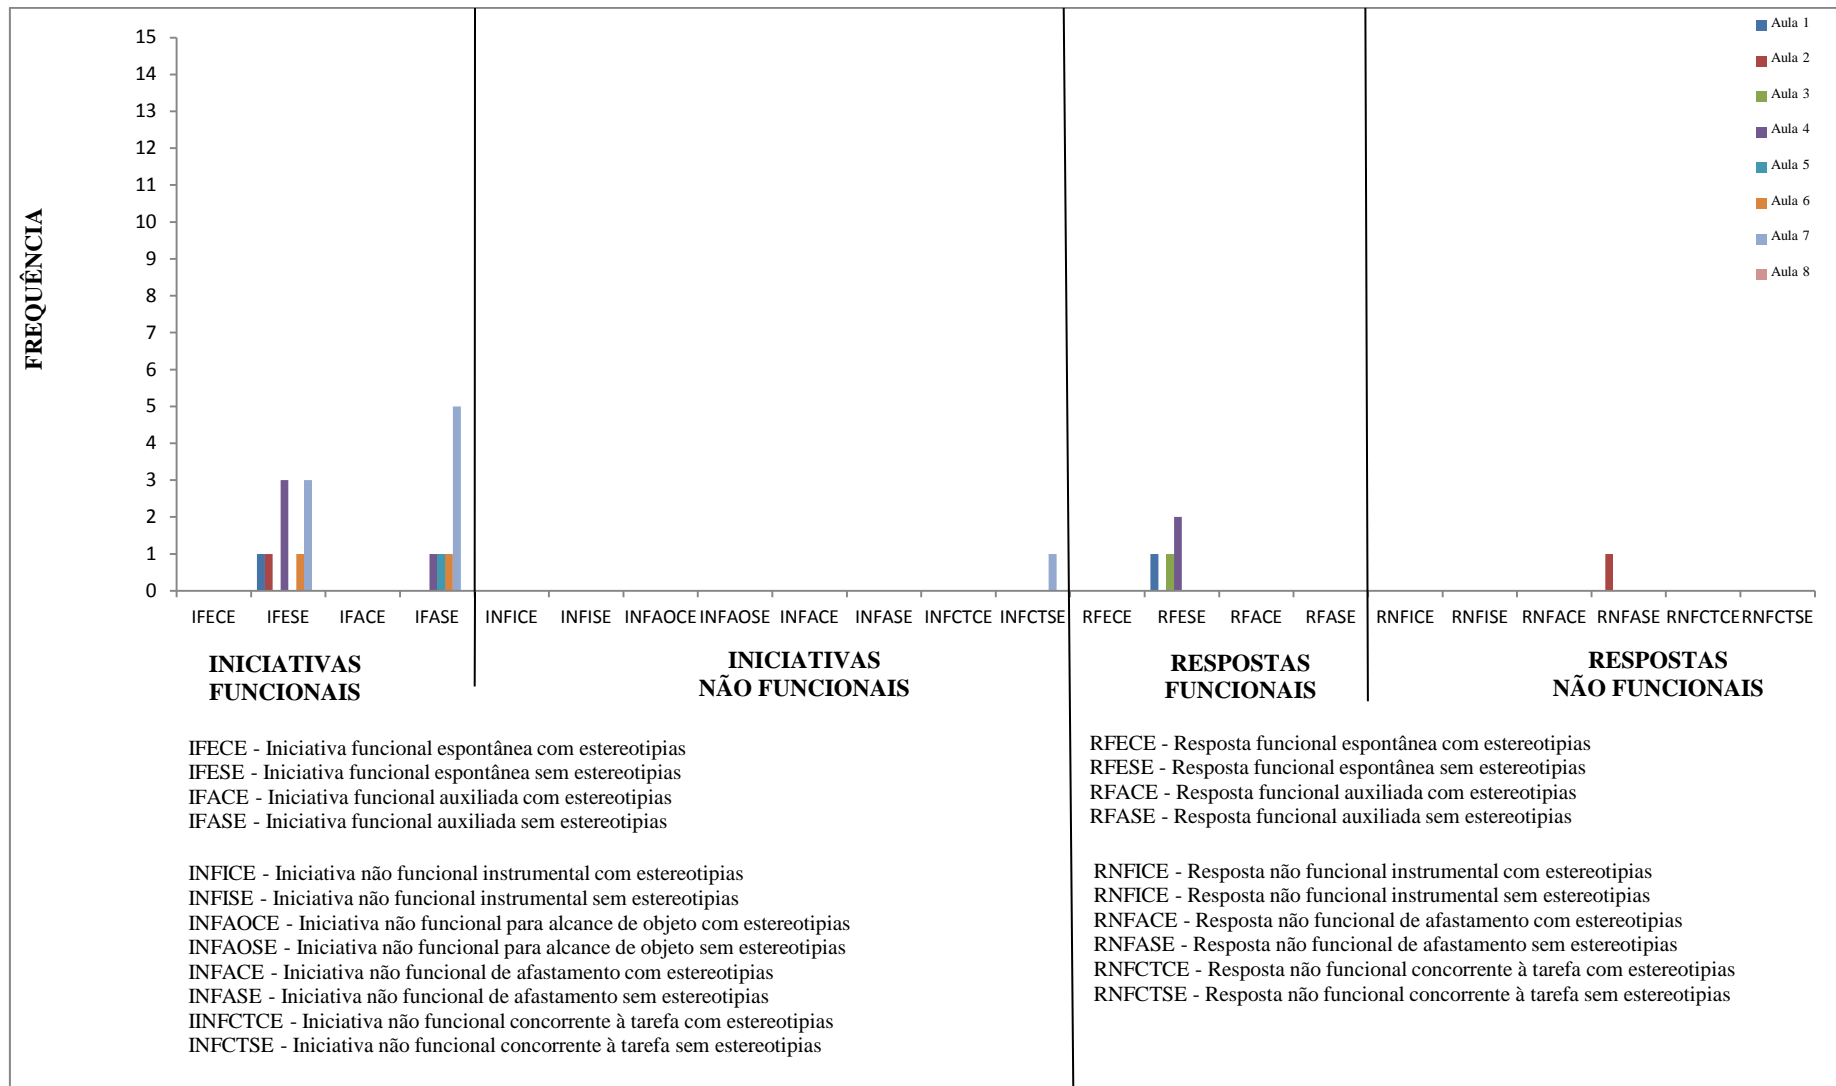 FREQUÊNCIA
15
14
13
12
11
10
9
8
7
6
5
4
3
2
1
0
IFECE IFESE IFACE IFASE INFICE INFISE INFAOCE INFAOSE INFACE INFASE INFCTCE INFCTSE RFECE RFESE RFACE RFASE RNFICE RNFISE RNFACE RNFASE RNFCTCE RNFCTSE
Aula 1
Aula 2
Aula 3
Aula 4
Aula 5
Aula 6
Aula 7
Aula 8
INICIATIVAS
FUNCIONAIS
INICIATIVAS
NÃO FUNCIONAIS
RESPOSTAS
FUNCIONAIS
RESPOSTAS
NÃO FUNCIONAIS
IFECE - Iniciativa funcional espontânea com estereotipias
IFESE - Iniciativa funcional espontânea sem estereotipias
IFACE - Iniciativa funcional auxiliada com estereotipias
IFASE - Iniciativa funcional auxiliada sem estereotipias
INFICE - Iniciativa não funcional instrumental com estereotipias
INFISE - Iniciativa não funcional instrumental sem estereotipias
INFAOCE - Iniciativa não funcional para alcance de objeto com estereotipias
INFAOSE - Iniciativa não funcional para alcance de objeto sem estereotipias
INFACE - Iniciativa não funcional de afastamento com estereotipias
INFASE - Iniciativa não funcional de afastamento sem estereotipias
IINFCTCE - Iniciativa não funcional concorrente à tarefa com estereotipias
INFCTSE - Iniciativa não funcional concorrente à tarefa sem estereotipias
RFECE - Resposta funcional espontânea com estereotipias
RFESE - Resposta funcional espontânea sem estereotipias
RFACE - Resposta funcional auxiliada com estereotipias
RFASE - Resposta funcional auxiliada sem estereotipias
RNFICE - Resposta não funcional instrumental com estereotipias
RNFICE - Resposta não funcional instrumental sem estereotipias
RNFACE - Resposta não funcional de afastamento com estereotipias
RNFASE - Resposta não funcional de afastamento sem estereotipias
RNFCTCE - Resposta não funcional concorrente à tarefa com estereotipias
RNFCTSE - Resposta não funcional concorrente à tarefa sem estereotipias